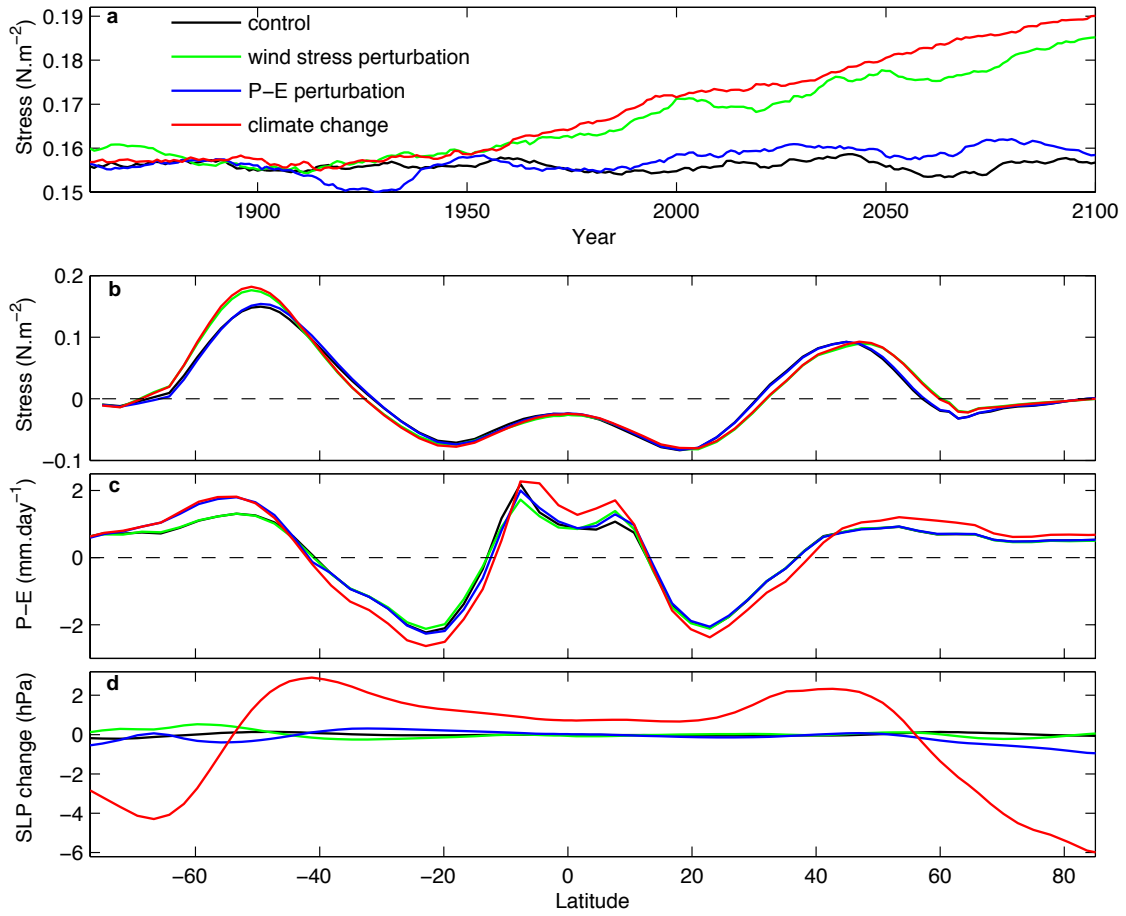 a
control
wind stress perturbation
P−E perturbation
climate change
Stress (N.m−2)
0.19
0.18
0.17
0.16
0.15
1900 1950 2000 2050 2100
Year
b
Stress (N.m−2)
0.2
0.1
0
−0.1
c
P−E (mm.day−1)
2
0
−2
d
SLP change (hPa)
2
0
−2
−4
−6
−60 −40 −20 0 20 40 60 80
Latitude